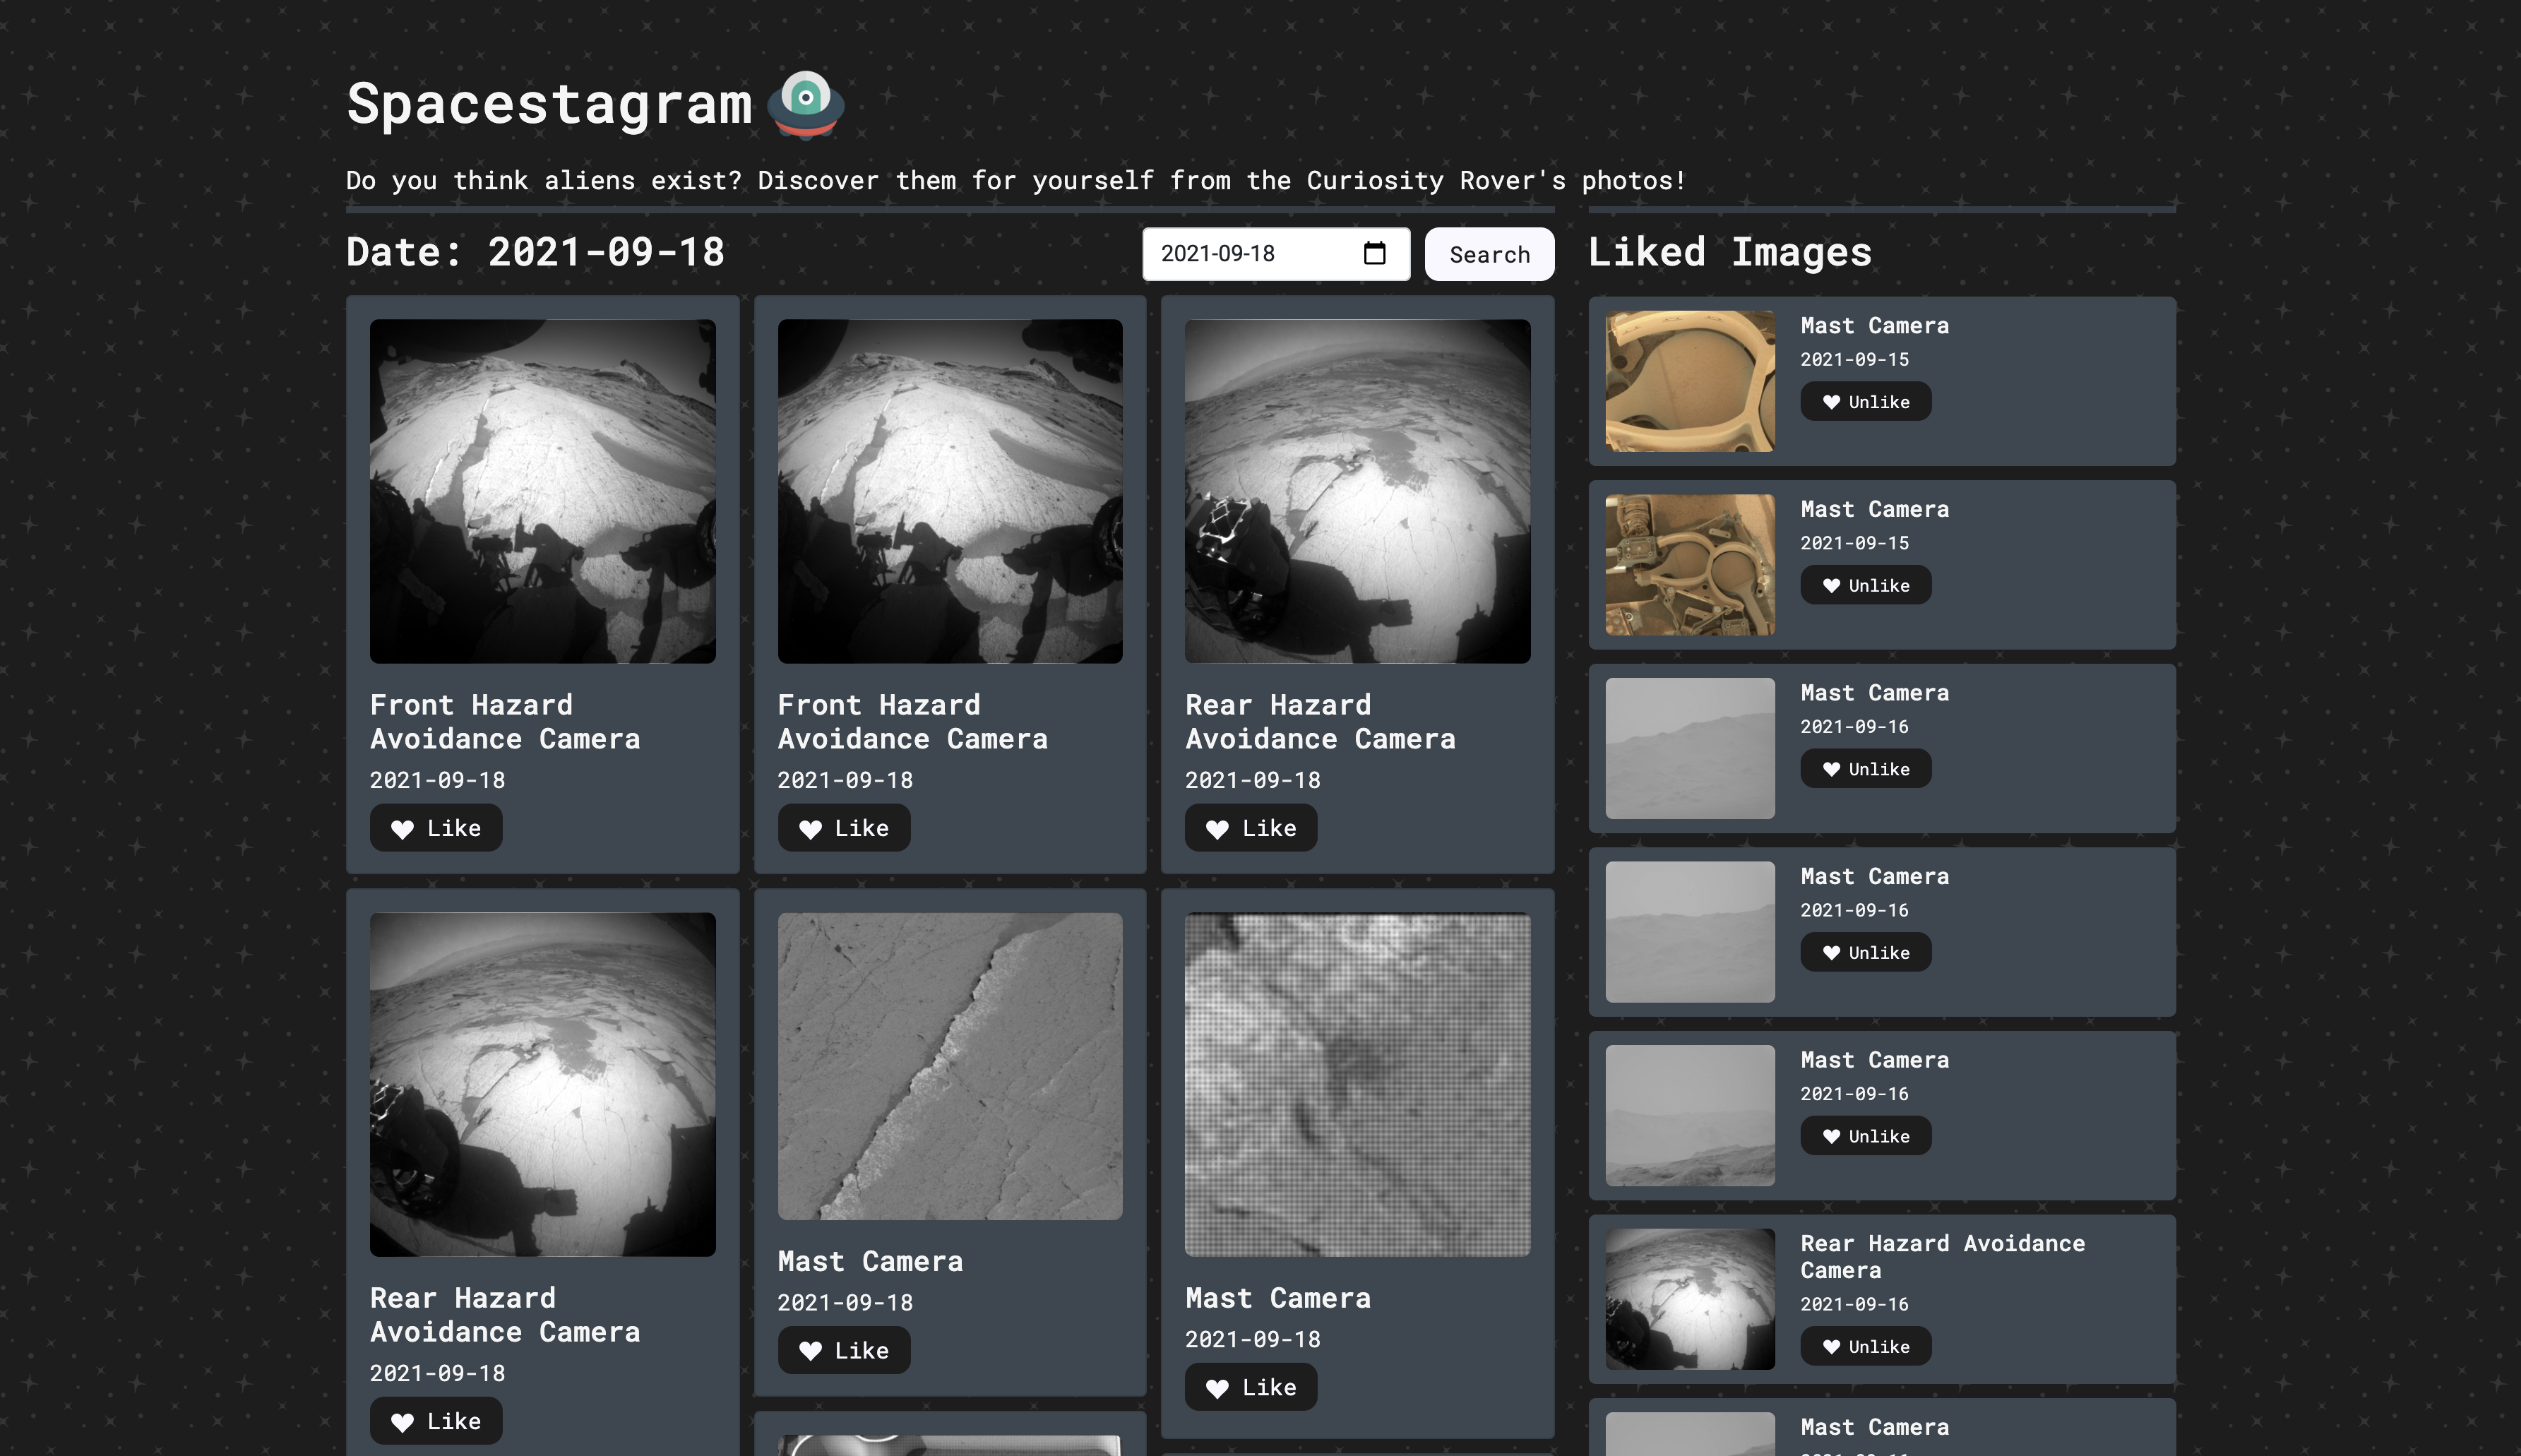 Spacestagram
Do you think aliens exist? Discover them for yourself from the Curiosity Rover's photos!
Date: 2021-09-18
2021-09-18
Search
Front Hazard
Avoidance Camera
2021-09-18
Like
Front Hazard
Avoidance Camera
2021-09-18
Like
Rear Hazard
Avoidance Camera
2021-09-18
Like
Rear Hazard
Avoidance Camera
2021-09-18
Like
Mast Camera
2021-09-18
Like
Mast Camera
2021-09-18
Like
Liked Images
Mast Camera
2021-09-15
Unlike
Mast Camera
2021-09-15
Unlike
Mast Camera
2021-09-16
Unlike
Mast Camera
2021-09-16
Unlike
Mast Camera
2021-09-16
Unlike
Rear Hazard Avoidance
Camera
2021-09-16
Unlike
Mast Camera